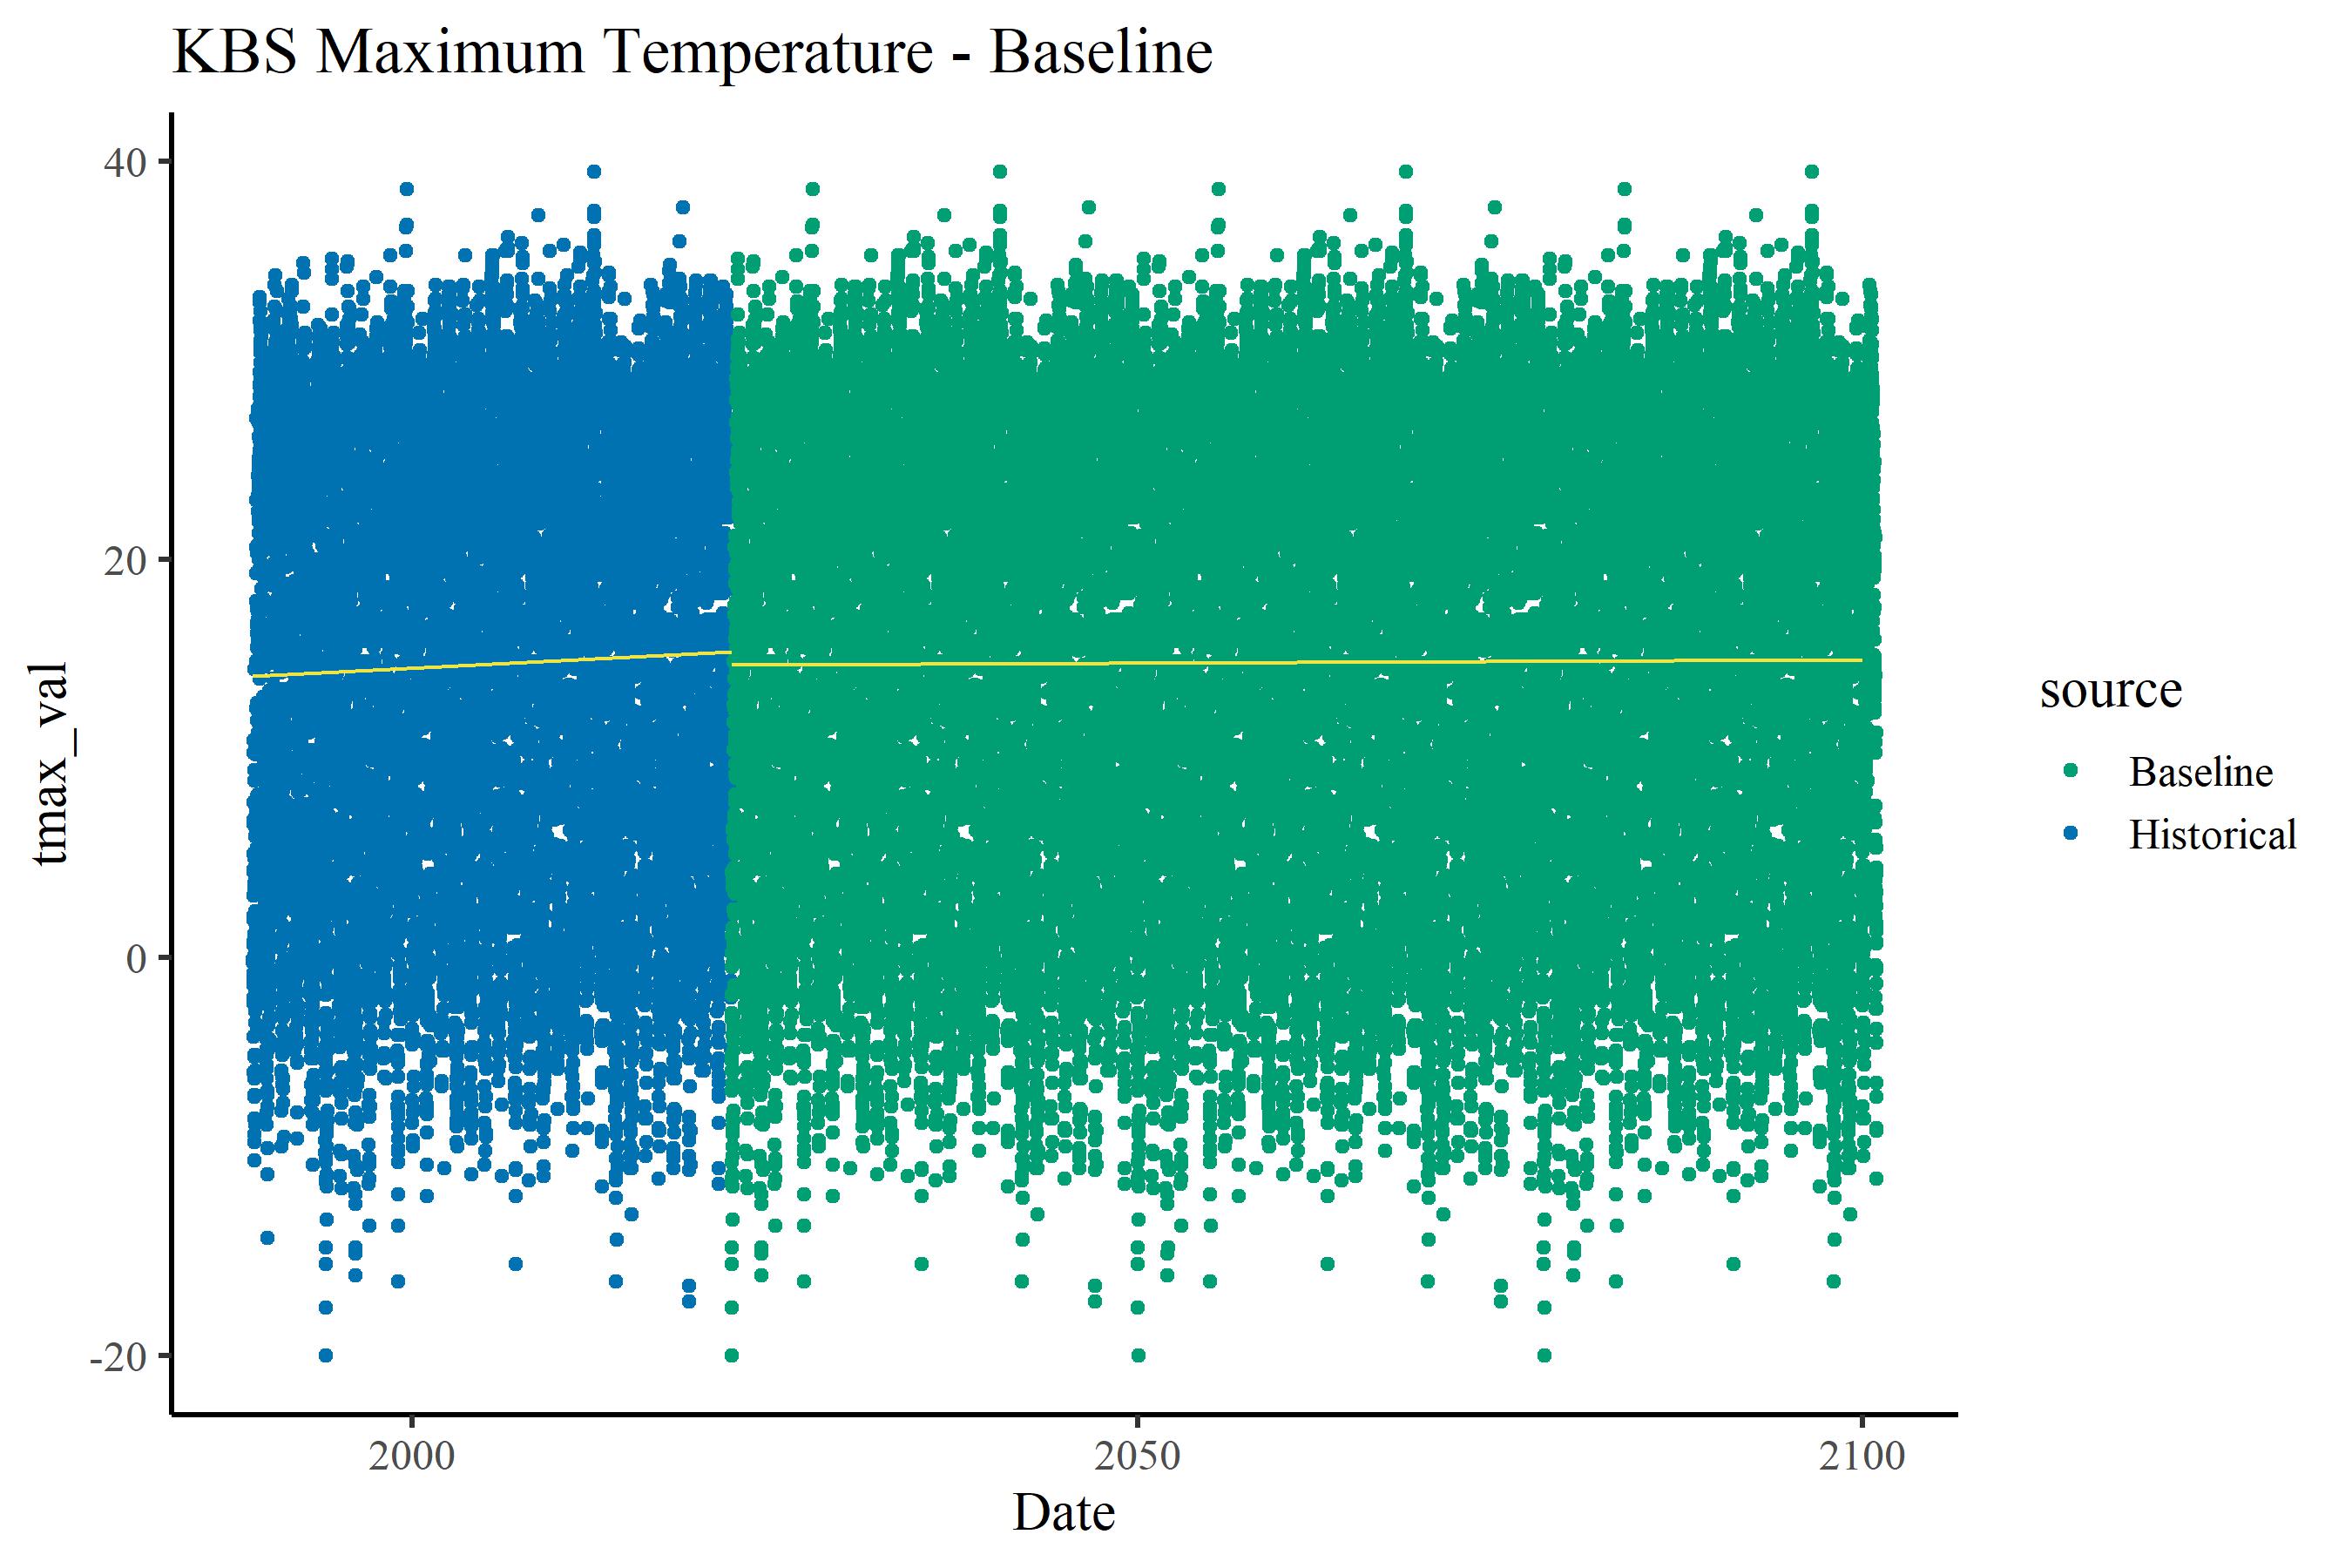 KBS Maximum Temperature - Baseline
tmax_val
40
20
0
-20
2000
2050
2100
Date
source
Baseline
Historical